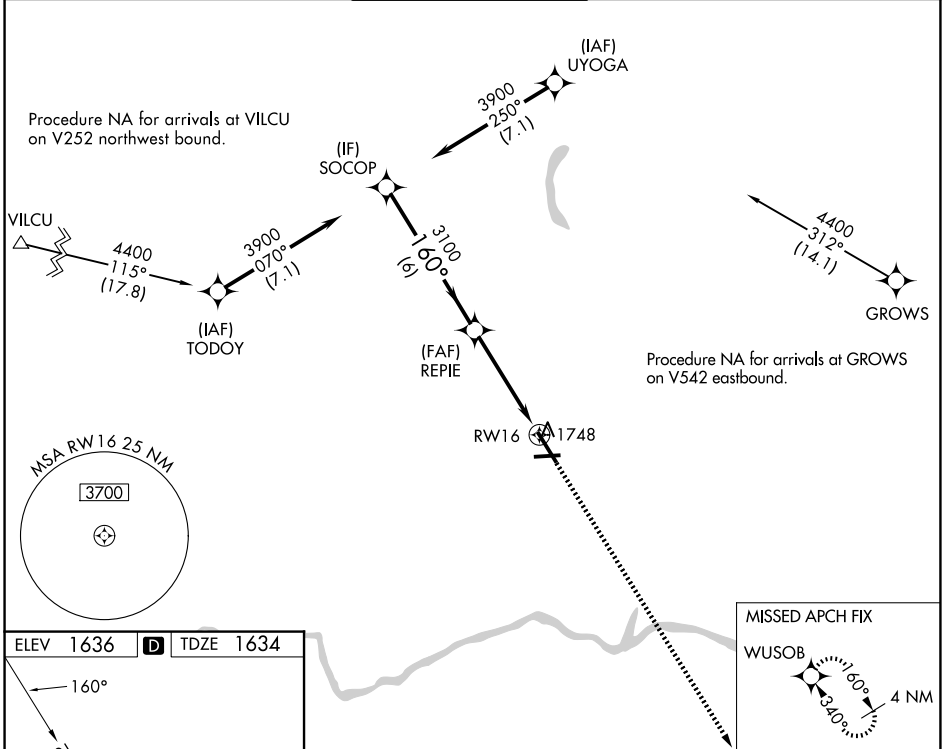 (IAF)
UYOGA
3900
250°
(7.1)
Procedure NA for arrivals at VILCU
on V252 northwest bound.
(IF)
SOCOP
VILCU
4400
115°
(17.8)
3900
070°
(7.1)
(IAF)
TODOY
3100
160°
(6)
(FAF)
REPIE
4400
312°
(14.1)
GROWS
Procedure NA for arrivals at GROWS
on V542 eastbound.
RW16
1748
MSA RW16 25 NM
3700
ELEV 1636 D TDZE 1634
160°
MISSED APCH FIX
WUSOB
160°
340°
4 NM